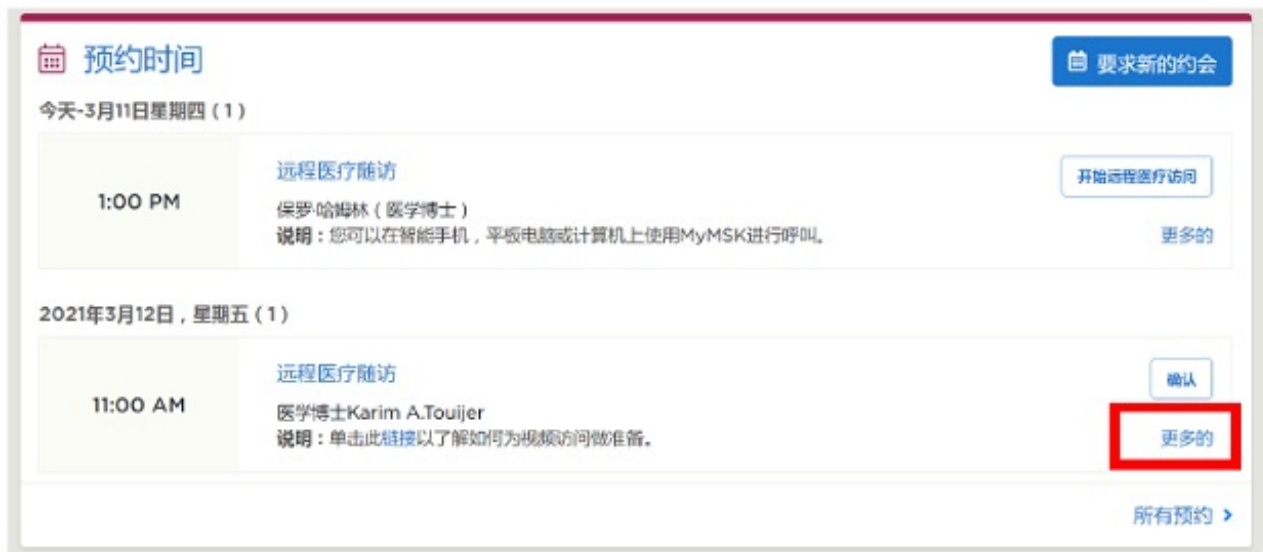 预约时间
要求新的约会
今天-3月11日星期四（1）
1:00 PM
远程医疗随访
保罗·哈姆林（医学博士）
说明：您可以在智能手机，平板电脑或计算机上使用MyMSK进行呼叫。
开始远程医疗访问
更多的
2021年3月12日，星期五（1）
11:00 AM
远程医疗随访
医学博士Karim A.Touijer
说明：单击此链接以了解如何为视频访问做准备。
确认
更多的
所有预约 >